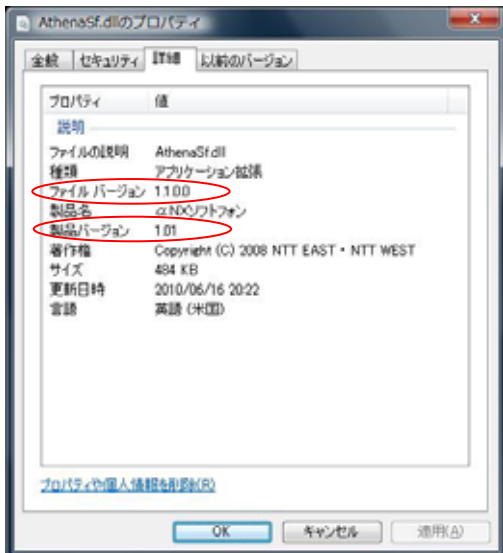 AthenaSf.dllのプロパティ
全般 セキュリティ 詳細 以前のバージョン
プロパティ 値
説明
ファイルの説明 AthenaSf.dll
種類 アプリケーション拡張
ファイル バージョン 1.1.0.0
製品名 αNXソフトフォン
製品バージョン 1.01
著作権 Copyright (C) 2008 NTT EAST・NTT WEST
サイズ 484 KB
更新日時 2010/06/16 20:22
言語 英語 (米国)
プロパティや個人情報を削除(R)
OK キャンセル 適用(A)